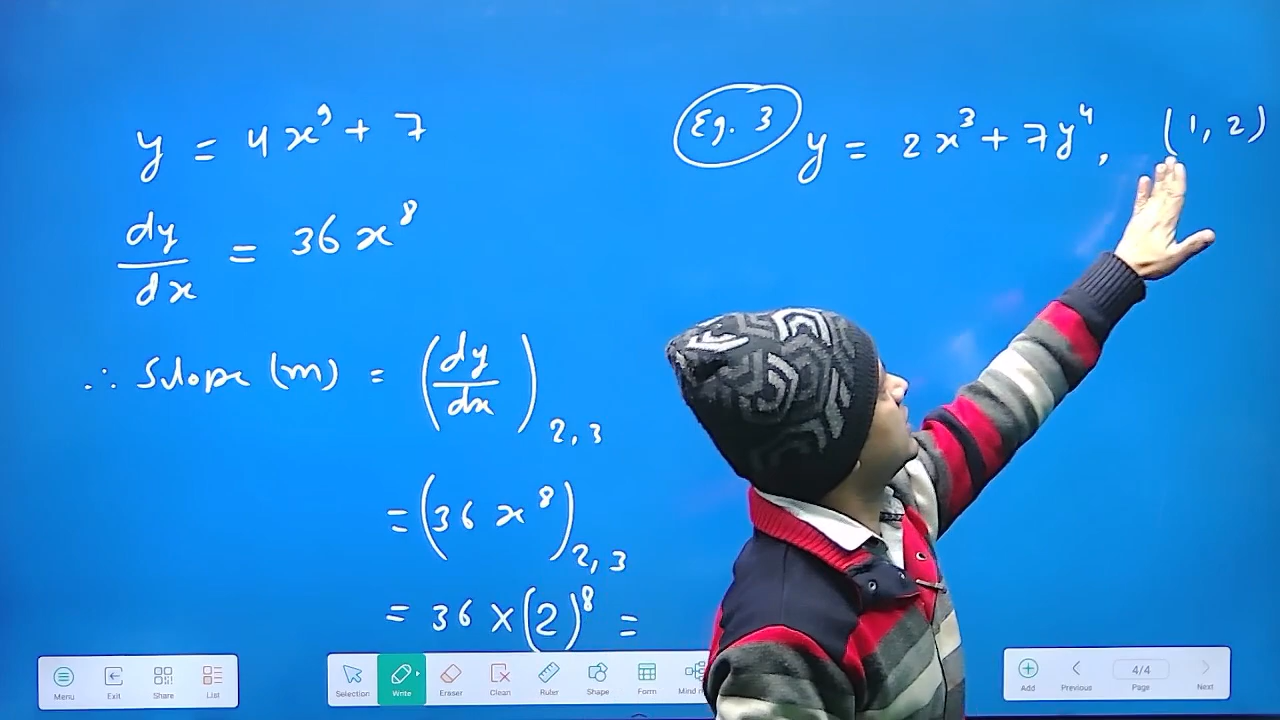 y = 4x⁹ + 7
dy/dx = 36x⁸
∴ Slope (m) = (dy/dx)₂,₃
= (36x⁸)₂,₃
= 36 × (2)⁸ =
Eg. 3 y = 2x³ + 7y⁴, (1, 2)
Menu Exit Share List
Selection Write Eraser Clean Ruler Shape Form Mind
Add Previous 4/4 Page Next